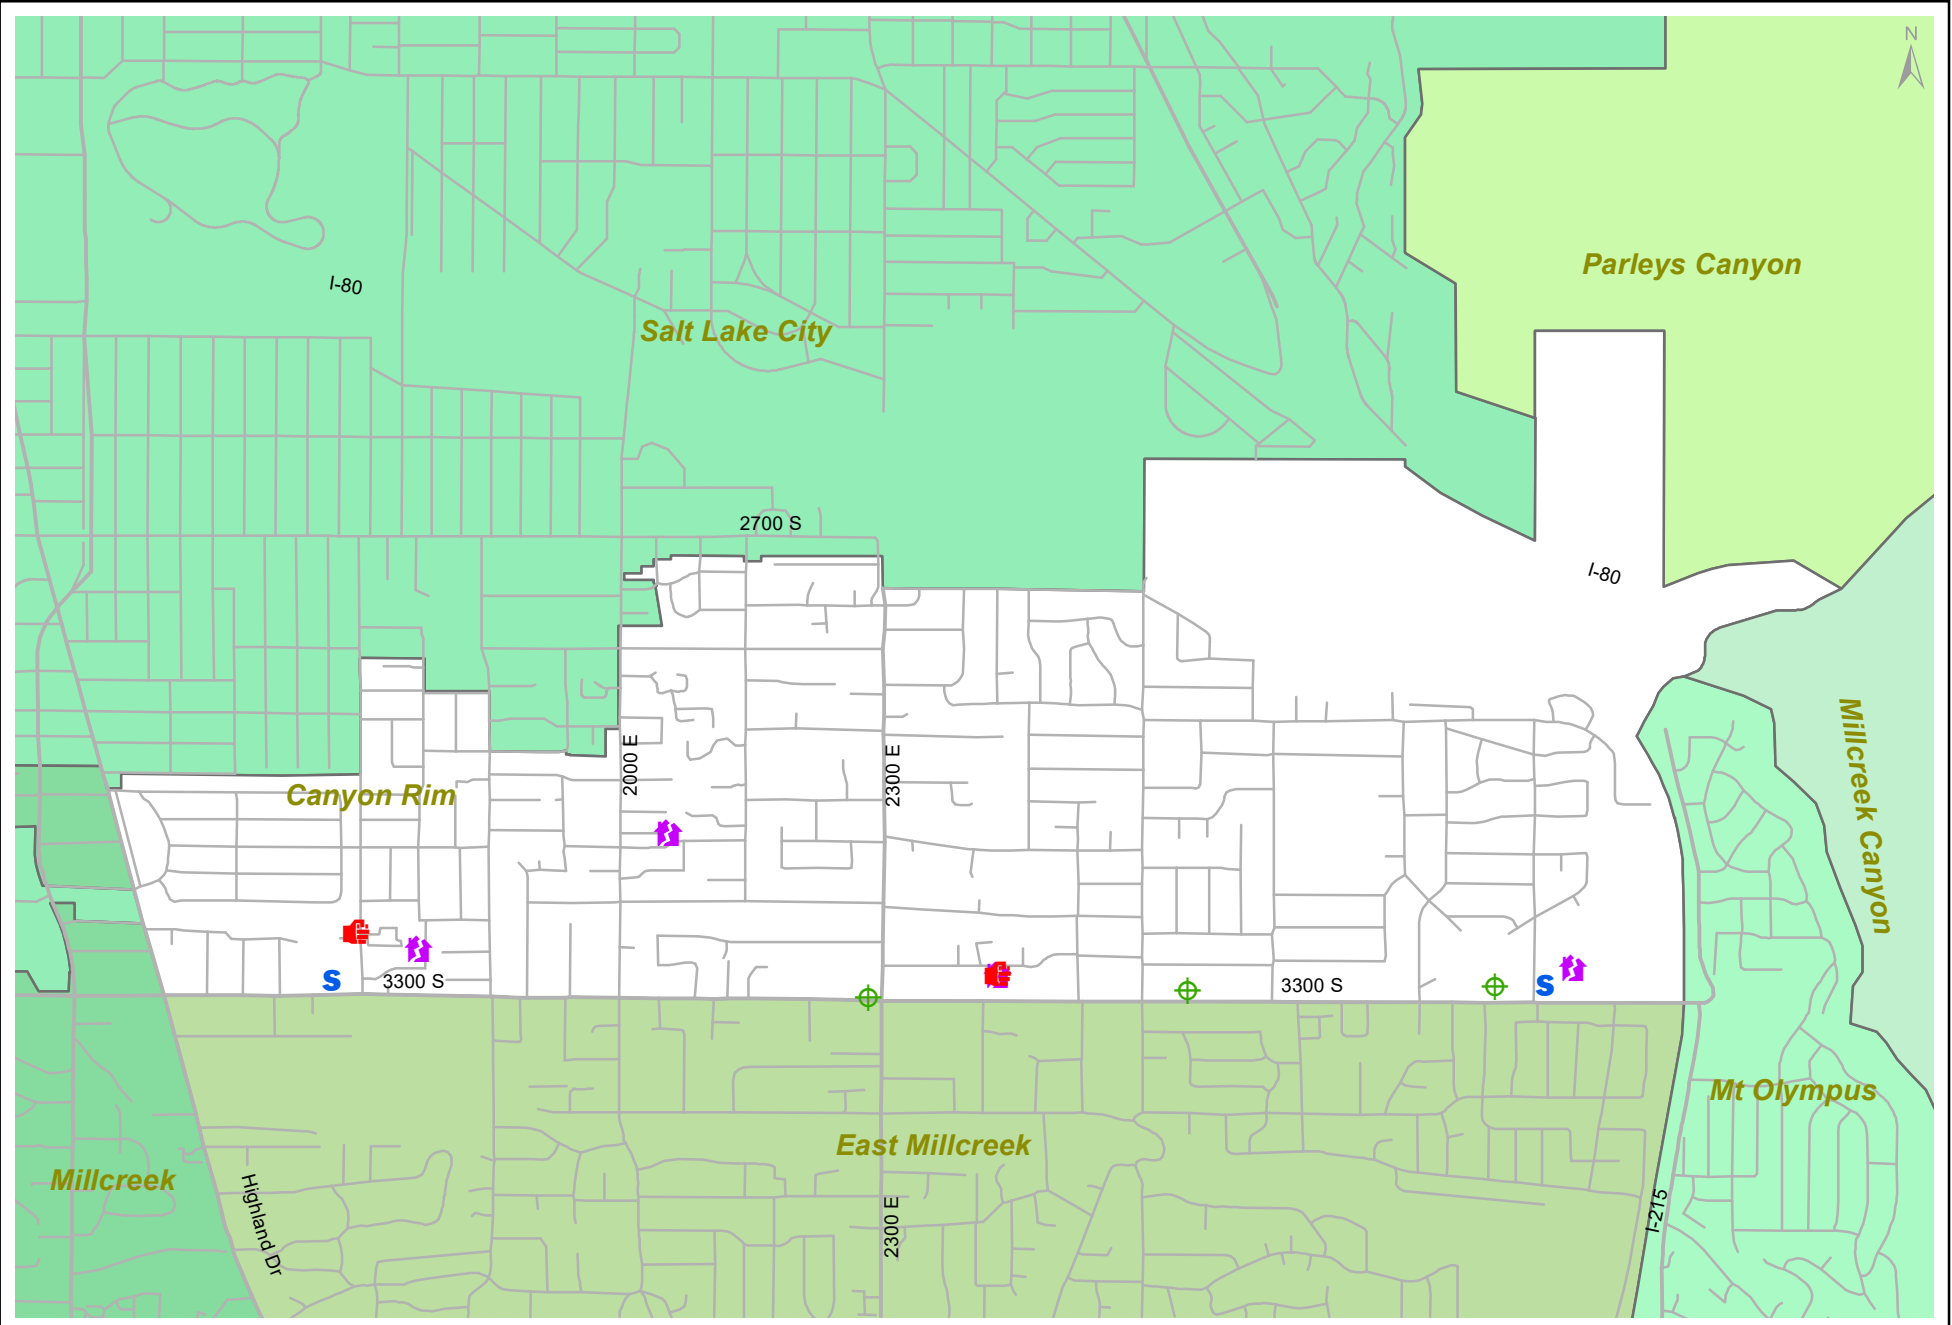 N
Parleys Canyon
I-80
Salt Lake City
2700 S
I-80
Millcreek Canyon
2000 E
2300 E
Canyon Rim
S
3300 S
3300 S
S
Mt Olympus
East Millcreek
Millcreek
Highland Dr
2300 E
I-215